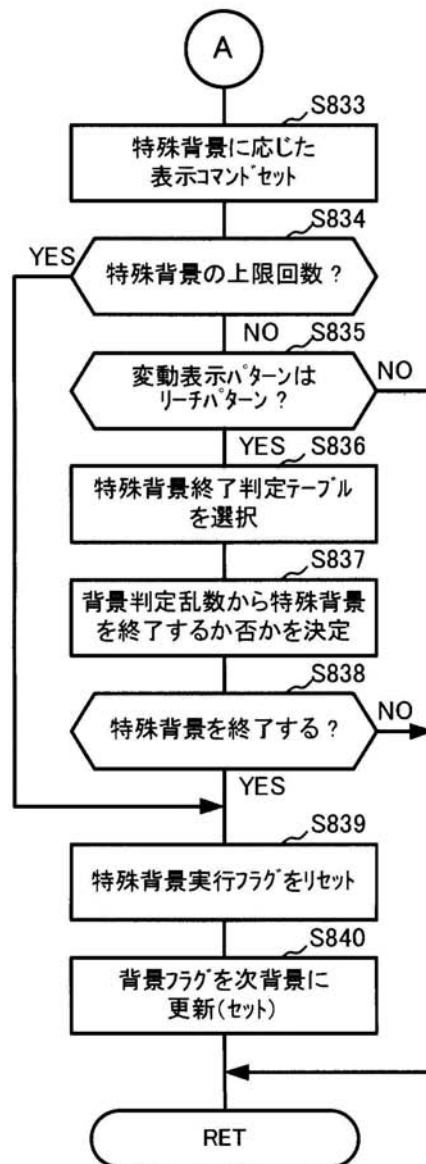 A
S833
特殊背景に応じた
表示コマンドセット
S834
YES
特殊背景の上限回数?
NO
S835
変動表示パターンは
リーチパターン?
NO
YES
S836
特殊背景終了判定テーブル
を選択
S837
背景判定乱数から特殊背景
を終了するか否かを決定
S838
特殊背景を終了する?
NO
YES
S839
特殊背景実行フラグをリセット
S840
背景フラグを次背景に
更新(セット)
RET